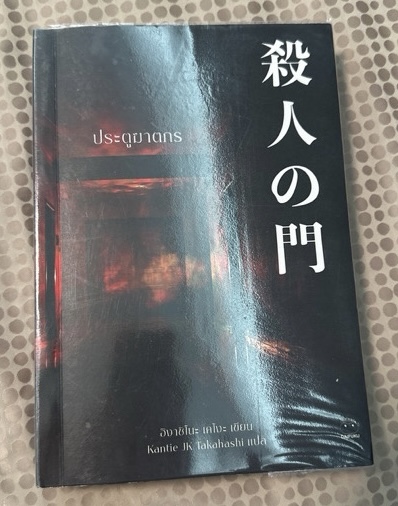 殺人の門
ประตูฆาตกร
ฮิงาชิโนะ เคโงะ เขียน
Kantie JK Takahashi แปล
DAIFUKU